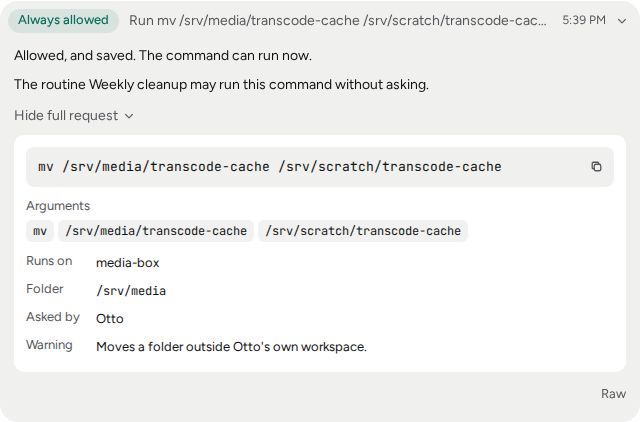 Always allowed Run mv /srv/media/transcode-cache /srv/scratch/transcode-cac... 5:39 PM
Allowed, and saved. The command can run now.
The routine Weekly cleanup may run this command without asking.
Hide full request
mv /srv/media/transcode-cache /srv/scratch/transcode-cache
Arguments
mv /srv/media/transcode-cache /srv/scratch/transcode-cache
Runs on media-box
Folder /srv/media
Asked by Otto
Warning Moves a folder outside Otto's own workspace.
Raw